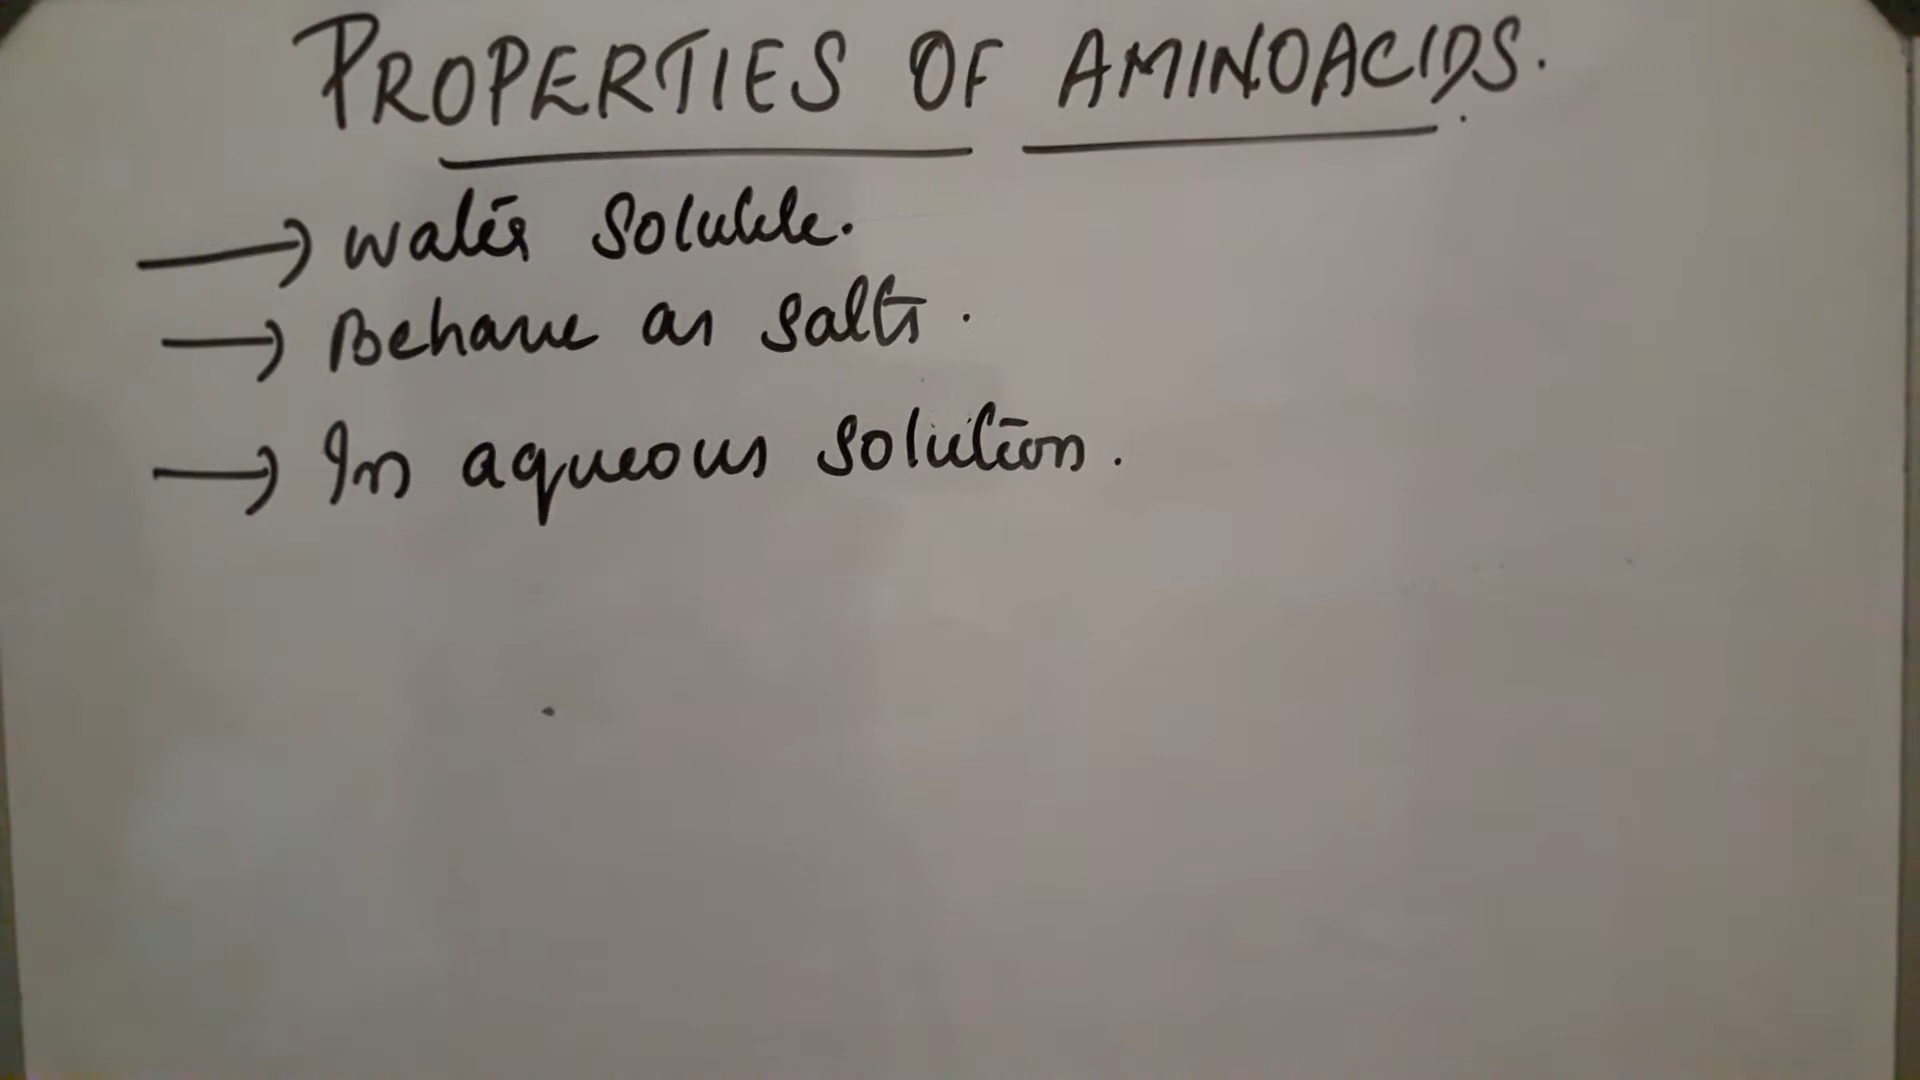 PROPERTIES OF AMINOACIDS.
→ Water Soluble.
→ Behave as salts.
→ In aqueous solution.